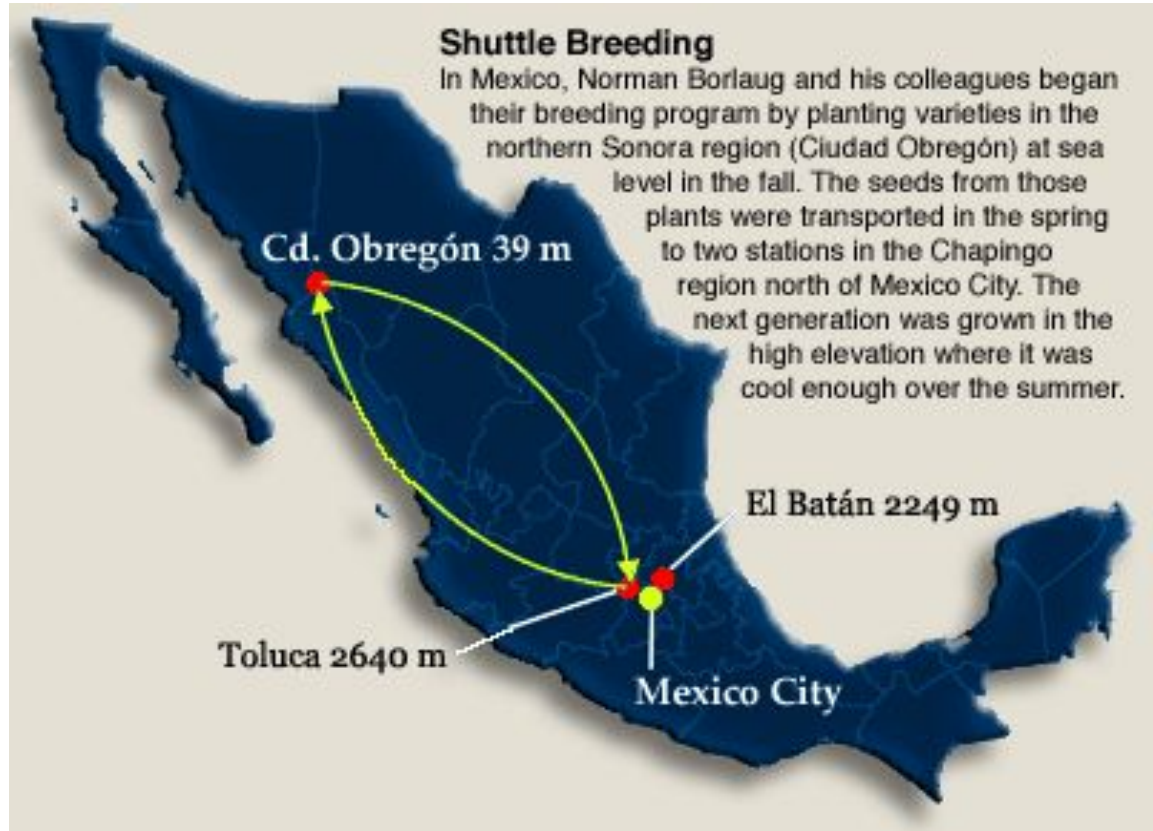 Shuttle Breeding
In Mexico, Norman Borlaug and his colleagues began
their breeding program by planting varieties in the
northern Sonora region (Ciudad Obregón) at sea
level in the fall. The seeds from those
plants were transported in the spring
to two stations in the Chapingo
region north of Mexico City. The
next generation was grown in the
high elevation where it was
cool enough over the summer.
Cd. Obregón 39 m
El Batán 2249 m
Toluca 2640 m
Mexico City